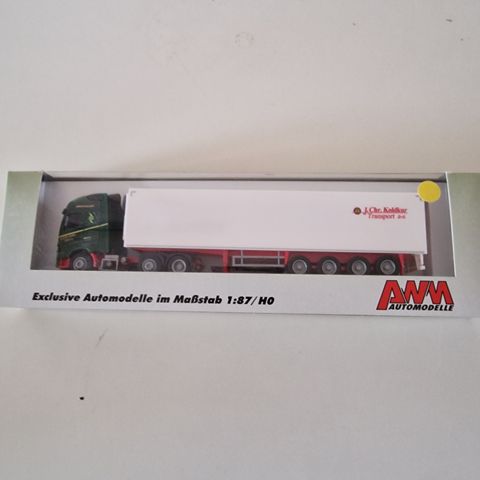 J. Chr. Koldkur
Transport a/s
Exclusive Automodelle im Maßstab 1:87/H0
AWM
AUTOMODELLE